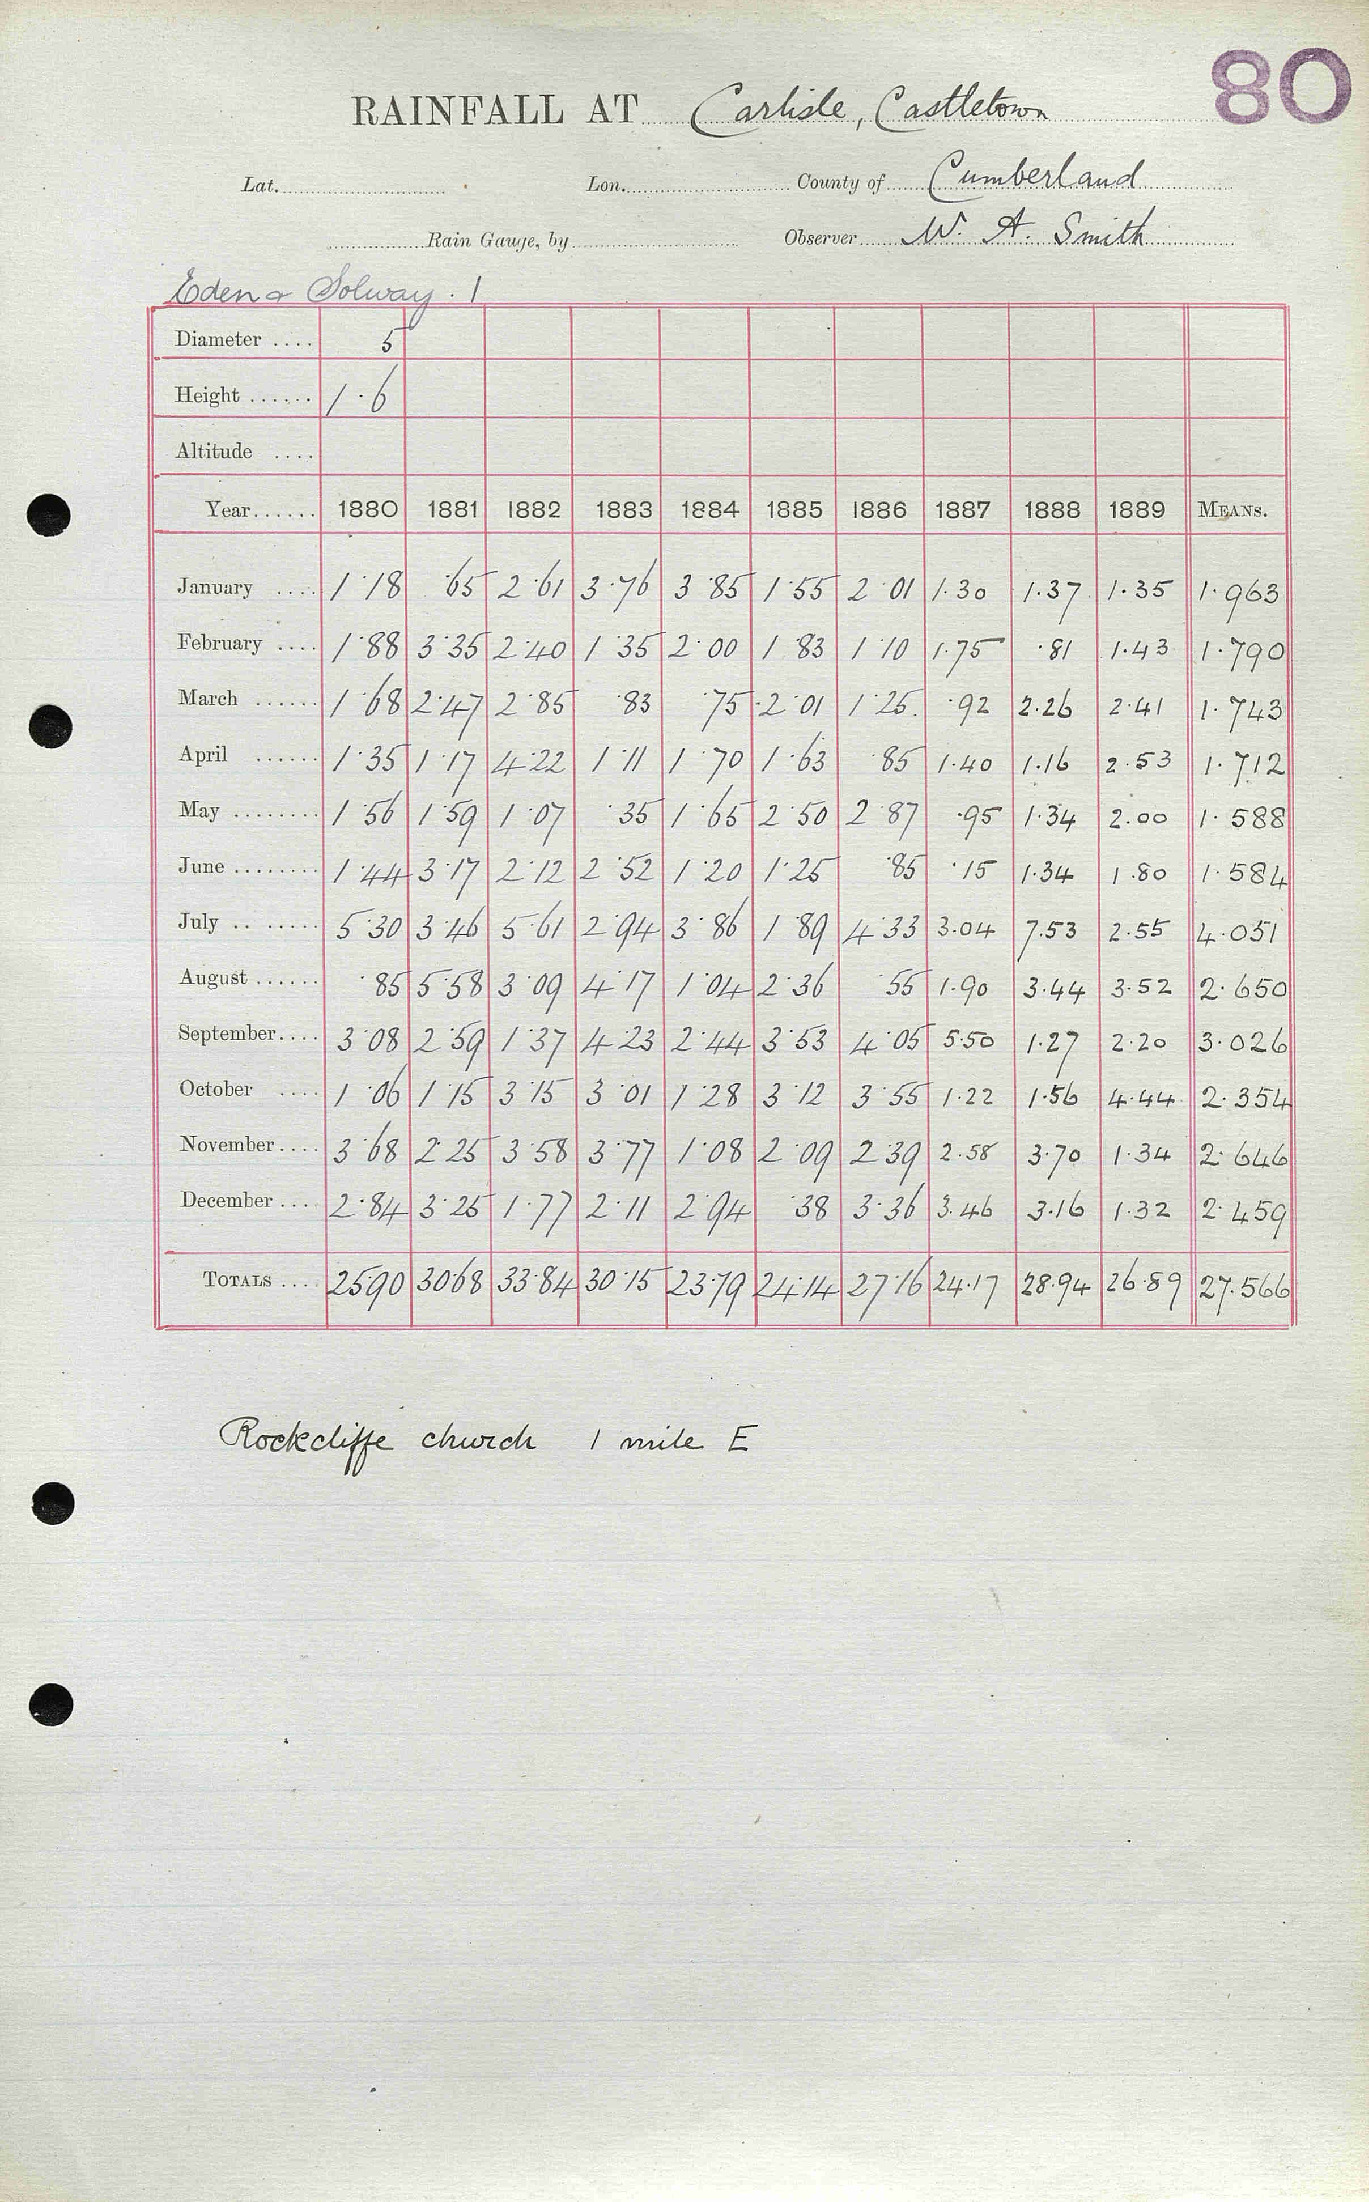 80
RAINFALL AT Carlisle, Castletown
Lat. Lon. County of Cumberland
Rain Gauge, by Observer W. A. Smith
Eden & Solway . 1
Diameter .... 5
Height ...... 1·6
Altitude ....
Year...... 1880 1881 1882 1883 1884 1885 1886 1887 1888 1889 MEANS.
January .... 1·18 ·65 2·61 3·76 3·85 1·55 2·01 1·30 1·37 1·35 1·963
February .... 1·88 3·35 2·40 1·35 2·00 1·83 1·10 1·75 ·81 1·43 1·790
March ...... 1·68 2·47 2·85 ·83 ·75 2·01 1·25 ·92 2·26 2·41 1·743
April ...... 1·35 1·17 4·22 1·11 1·70 1·63 ·85 1·40 1·16 2·53 1·712
May ........ 1·56 1·59 1·07 ·35 1·65 2·50 2·87 ·95 1·34 2·00 1·588
June ........ 1·44 3·17 2·12 2·52 1·20 1·25 ·85 ·15 1·34 1·80 1·584
July .. ..... 5·30 3·46 5·61 2·94 3·86 1·89 4·33 3·04 7·53 2·55 4·051
August ...... ·85 5·58 3·09 4·17 1·04 2·36 ·55 1·90 3·44 3·52 2·650
September.... 3·08 2·59 1·37 4·23 2·44 3·53 4·05 5·50 1·27 2·20 3·026
October .... 1·06 1·15 3·15 3·01 1·28 3·12 3·55 1·22 1·56 4·44 2·354
November.... 3·68 2·25 3·58 3·77 1·08 2·09 2·39 2·58 3·70 1·34 2·646
December .... 2·84 3·25 1·77 2·11 2·94 ·38 3·36 3·46 3·16 1·32 2·459
TOTALS .... 25·90 30·68 33·84 30·15 23·79 24·14 27·16 24·17 28·94 26·89 27·566
Rockcliffe church 1 mile E